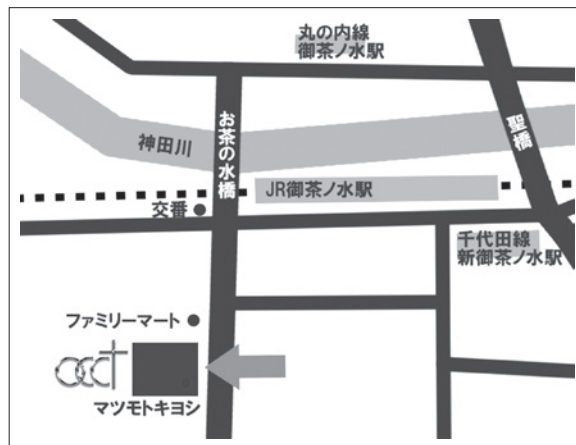 丸の内線
御茶ノ水駅
お茶の水橋
聖橋
神田川
JR御茶ノ水駅
交番
千代田線
新御茶ノ水駅
ファミリーマート
occ
マツモトキヨシ